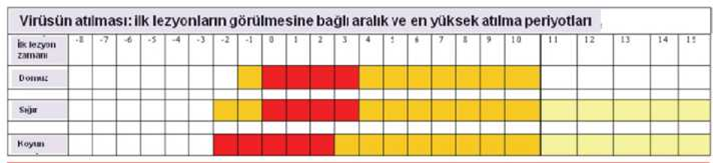 Virüsün atılması: ilk lezyonların görülmesine bağlı aralık ve en yüksek atılma periyotları
İlk lezyon zamanı -8 -7 -6 -5 -4 -3 -2 -1 0 1 2 3 4 5 6 7 8 9 10 11 12 13 14 15
Domuz
Sığır
Koyun